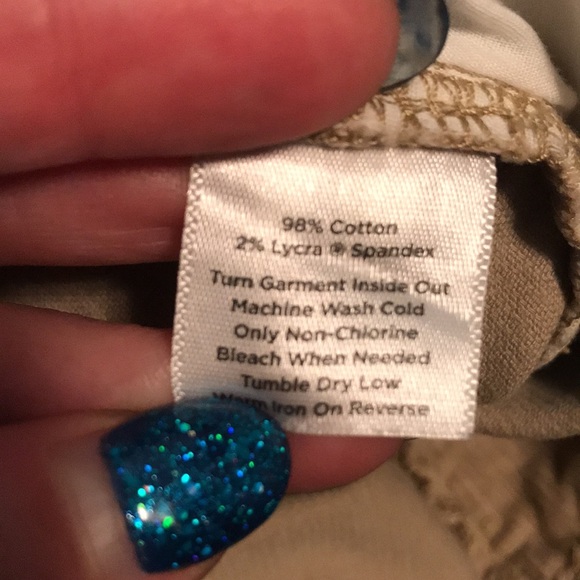 98% Cotton
2% Lycra ® Spandex
Turn Garment Inside Out
Machine Wash Cold
Only Non-Chlorine
Bleach When Needed
Tumble Dry Low
Warm Iron On Reverse